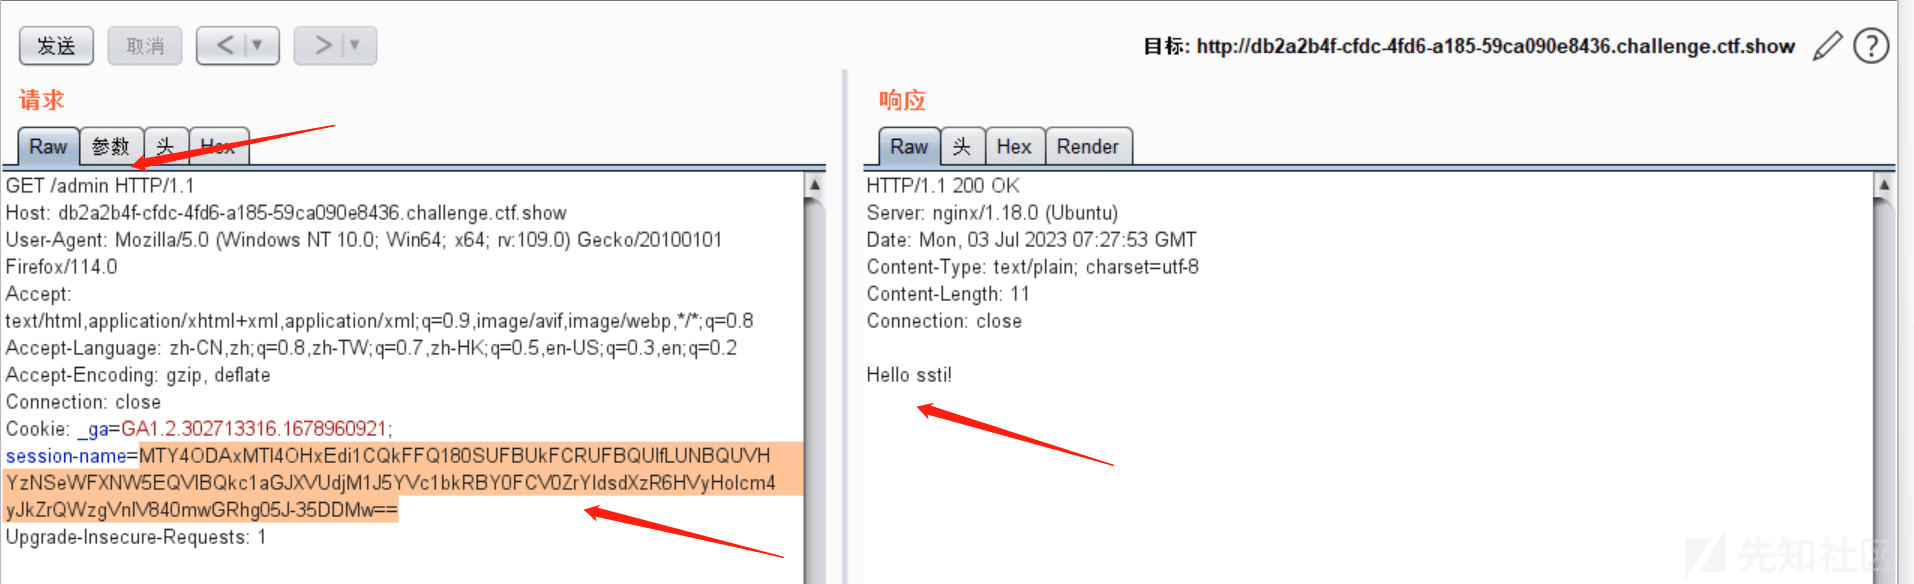 发送 取消 < ▼ > ▼
目标: http://db2a2b4f-cfdc-4fd6-a185-59ca090e8436.challenge.ctf.show ?
请求
Raw 参数 头 Hex
GET /admin HTTP/1.1
Host: db2a2b4f-cfdc-4fd6-a185-59ca090e8436.challenge.ctf.show
User-Agent: Mozilla/5.0 (Windows NT 10.0; Win64; x64; rv:109.0) Gecko/20100101
Firefox/114.0
Accept:
text/html,application/xhtml+xml,application/xml;q=0.9,image/avif,image/webp,*/*;q=0.8
Accept-Language: zh-CN,zh;q=0.8,zh-TW;q=0.7,zh-HK;q=0.5,en-US;q=0.3,en;q=0.2
Accept-Encoding: gzip, deflate
Connection: close
Cookie: _ga=GA1.2.302713316.1678960921;
session-name=MTY4ODAxMTI4OHxEdi1CQkFFQ180SUFBUkFCRUFBQUlfLUNBQUVH
YzNSeWFXNW5EQVlBQkc1aGJXVUdjM1J5YVc1bkRBY0FCV0ZrYldsdXzR6HVyHolcm4
yJkZrQWzgVnlV840mwGRhg05J-35DDMw==
Upgrade-Insecure-Requests: 1
响应
Raw 头 Hex Render
HTTP/1.1 200 OK
Server: nginx/1.18.0 (Ubuntu)
Date: Mon, 03 Jul 2023 07:27:53 GMT
Content-Type: text/plain; charset=utf-8
Content-Length: 11
Connection: close
Hello ssti!
先知社区